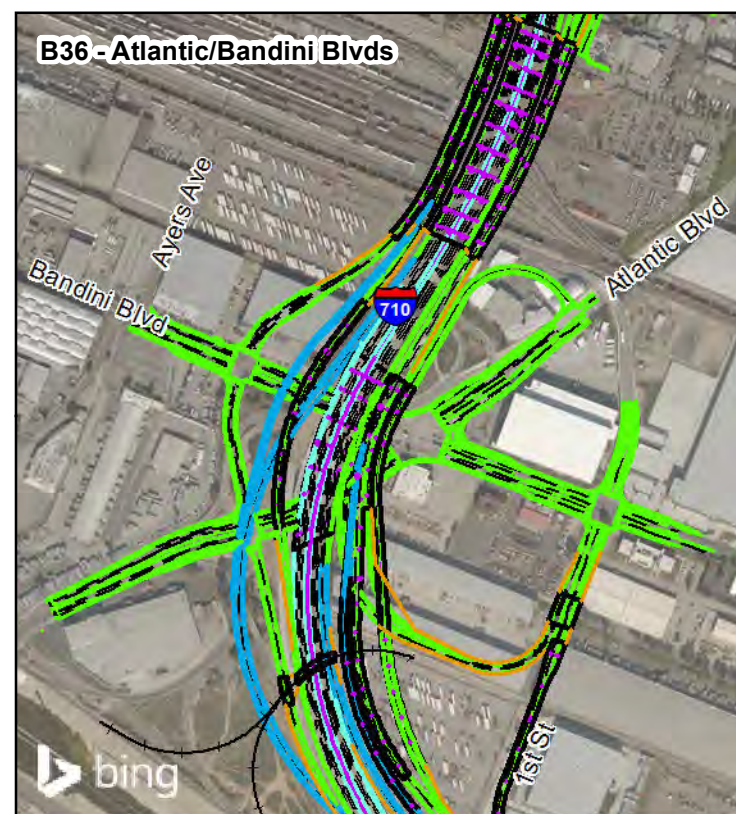 B36 - Atlantic/Bandini Blvds
Ayers Ave
Atlantic Blvd
Bandini Blvd
710
1st St
bing